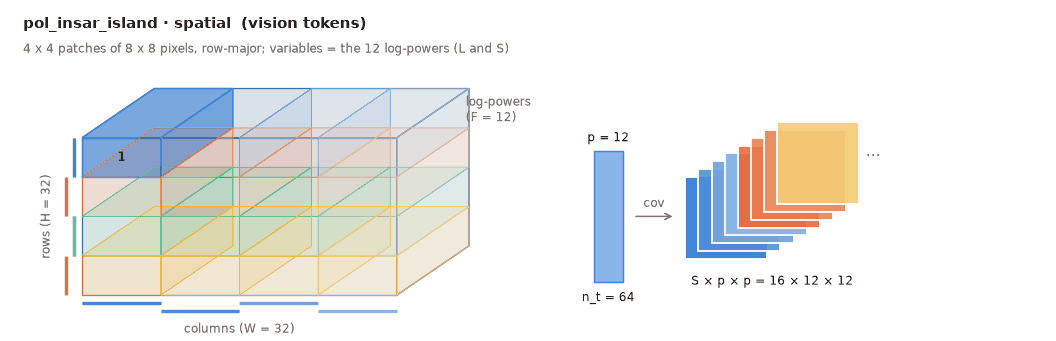 pol_insar_island · spatial  (vision tokens)
4 x 4 patches of 8 x 8 pixels, row-major; variables = the 12 log-powers (L and S)
log-powers
(F = 12)
1
rows (H = 32)
columns (W = 32)
p = 12
n_t = 64
cov
...
S × p × p = 16 × 12 × 12